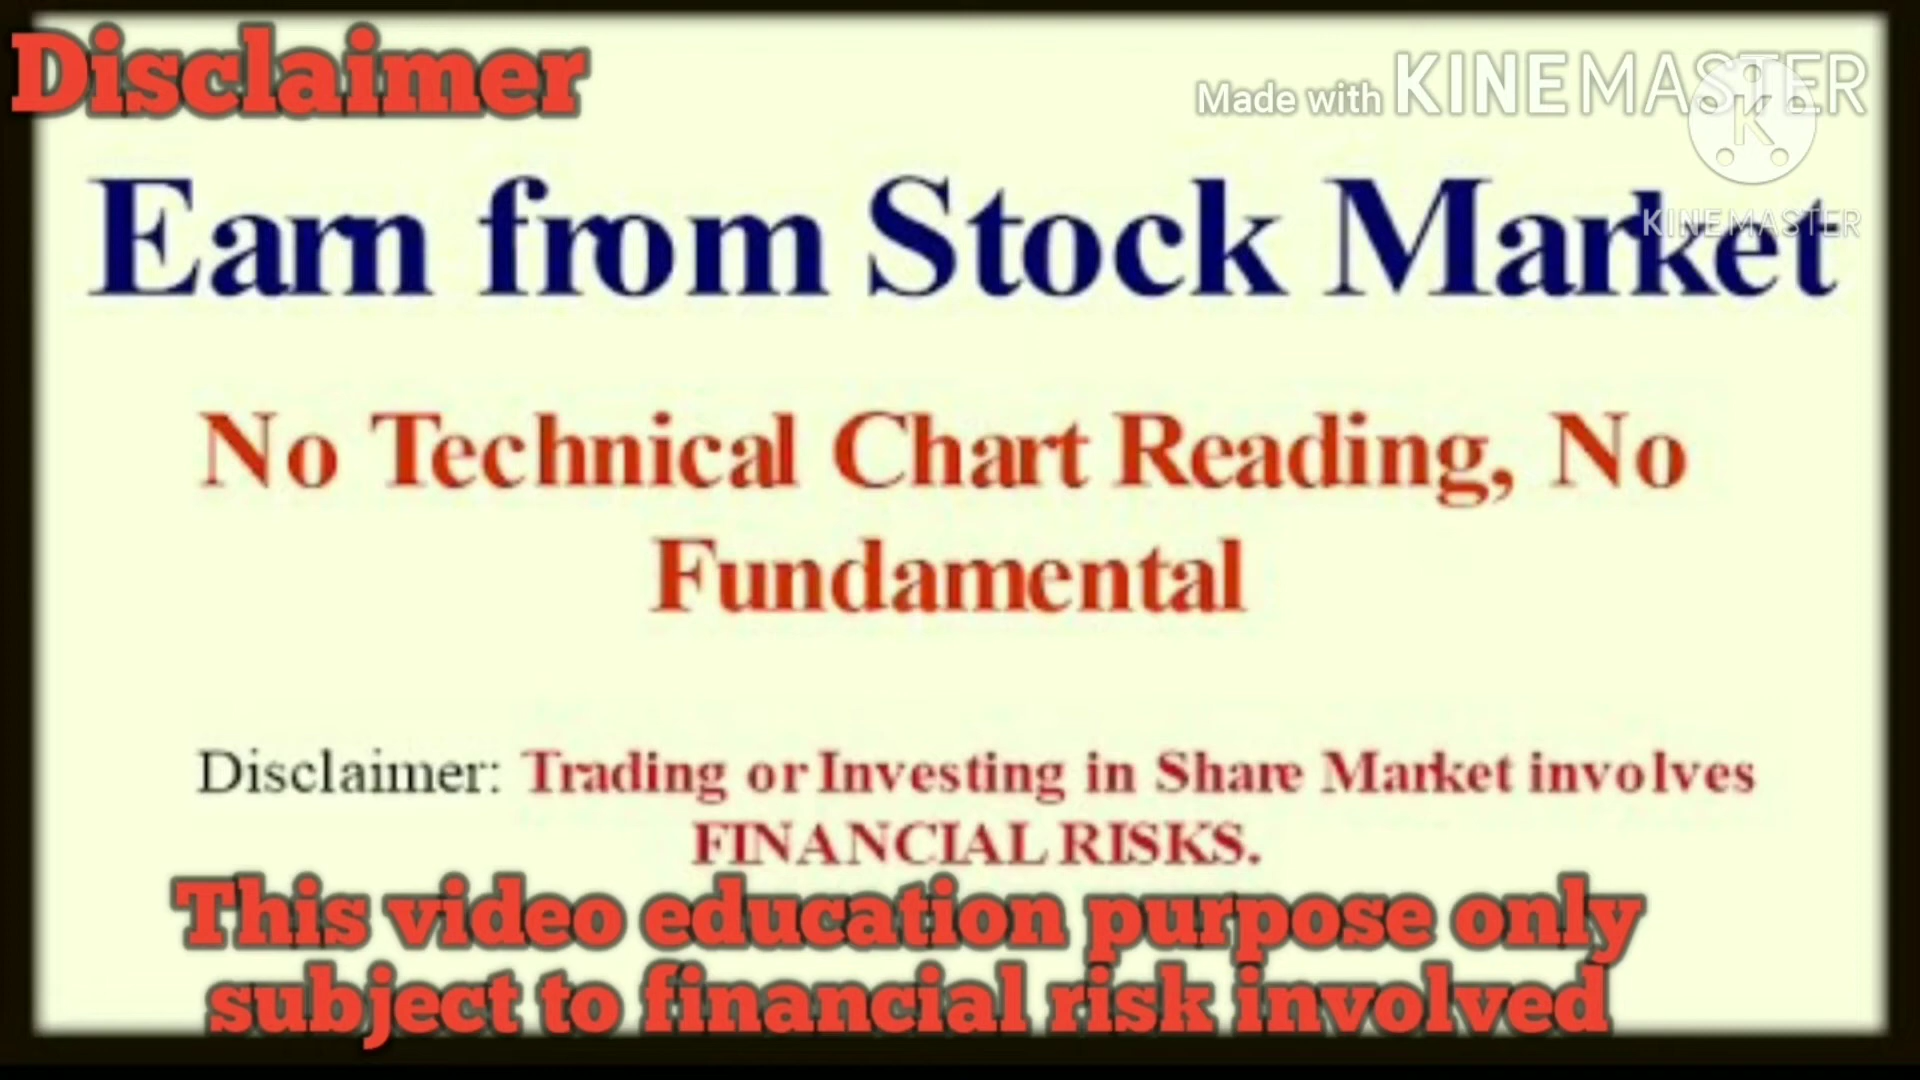 Disclaimer
Made with KINEMASTER
K
KINEMASTER
Earn from Stock Market
No Technical Chart Reading, No
Fundamental
Disclaimer: Trading or Investing in Share Market involves
FINANCIAL RISKS.
This video education purpose only
subject to financial risk involved